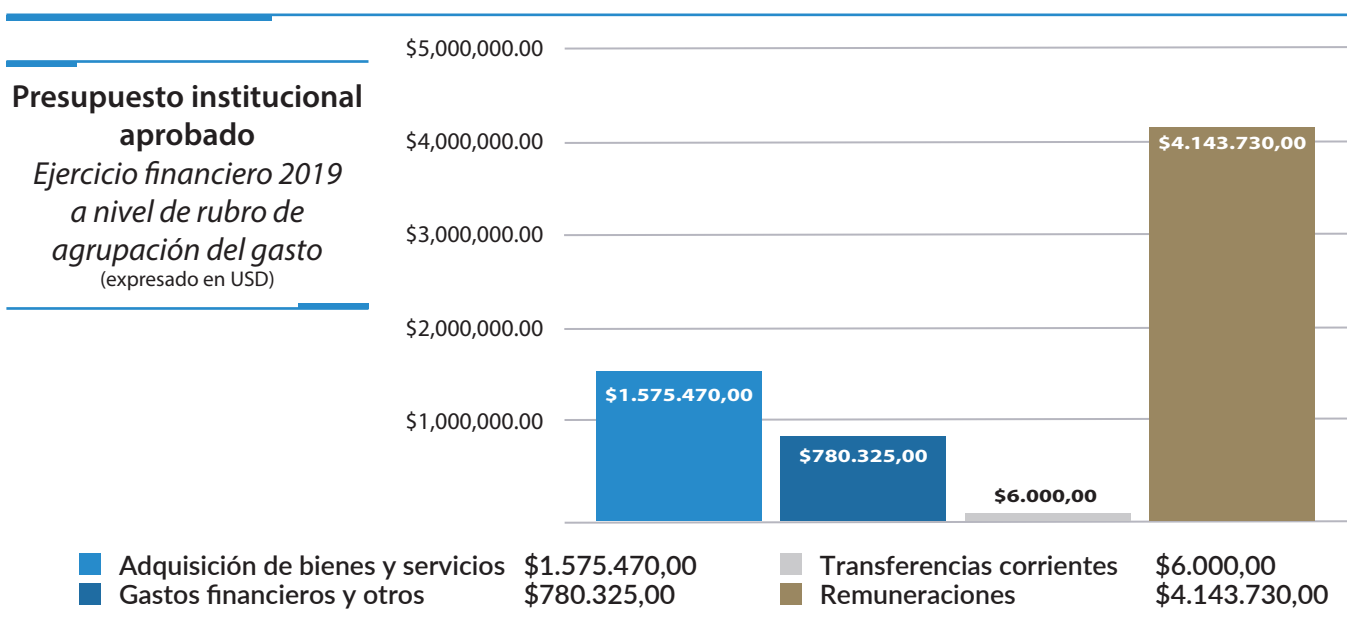 Presupuesto institucional
aprobado
Ejercicio financiero 2019
a nivel de rubro de
agrupación del gasto
(expresado en USD)
$5,000,000.00
$4,000,000.00
$3,000,000.00
$2,000,000.00
$1,000,000.00
$1.575.470,00
$780.325,00
$6.000,00
$4.143.730,00
Adquisición de bienes y servicios $1.575.470,00
Gastos financieros y otros $780.325,00
Transferencias corrientes $6.000,00
Remuneraciones $4.143.730,00